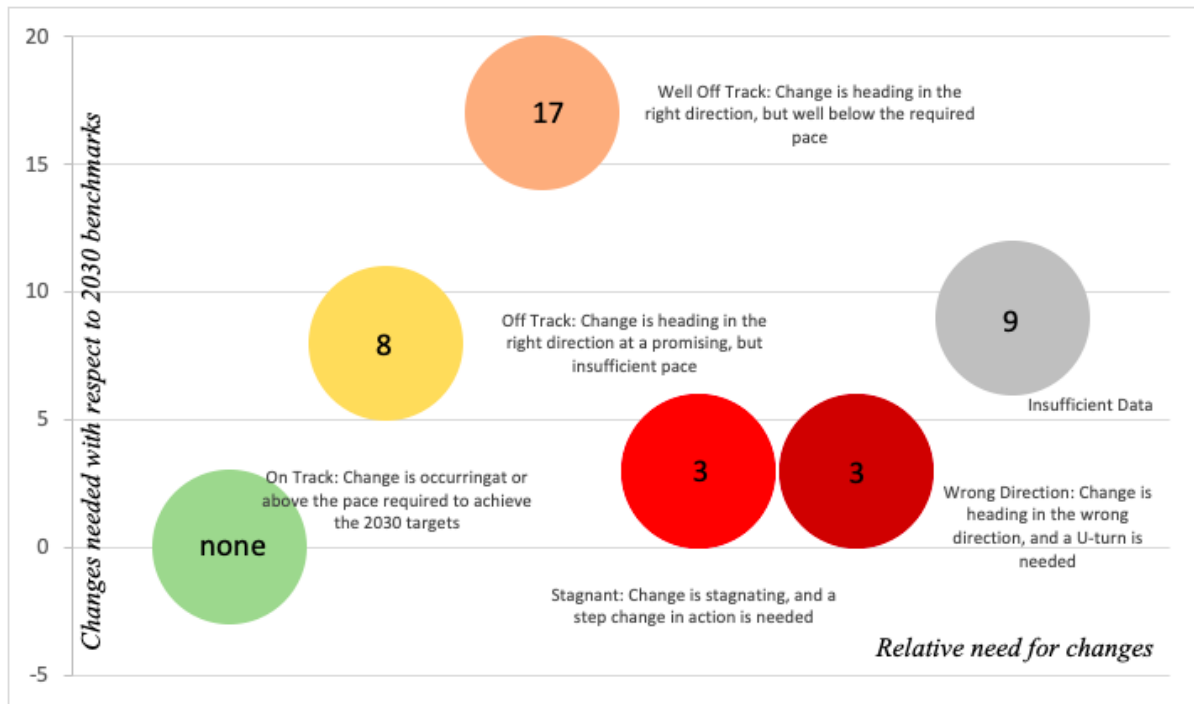 20
15
10
5
0
-5
Changes needed with respect to 2030 benchmarks
17
Well Off Track: Change is heading in the
right direction, but well below the required
pace
8
Off Track: Change is heading in the
right direction at a promising, but
insufficient pace
9
Insufficient Data
none
On Track: Change is occurringat or
above the pace required to achieve
the 2030 targets
3
Stagnant: Change is stagnating, and a
step change in action is needed
3
Wrong Direction: Change is
heading in the wrong
direction, and a U-turn is
needed
Relative need for changes